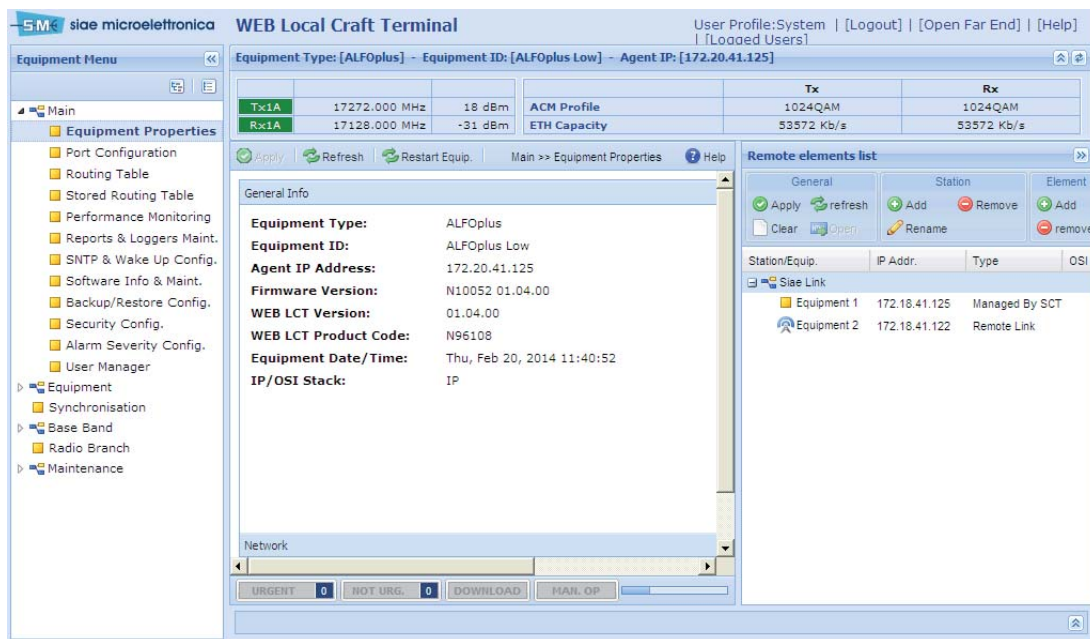 SIAE siae microelettronica
WEB Local Craft Terminal
User Profile:System | [Logout] | [Open Far End] | [Help]
| [Logged Users]
Equipment Menu
Main
Equipment Properties
Port Configuration
Routing Table
Stored Routing Table
Performance Monitoring
Reports & Loggers Maint.
SNTP & Wake Up Config.
Software Info & Maint.
Backup/Restore Config.
Security Config.
Alarm Severity Config.
User Manager
Equipment
Synchronisation
Base Band
Radio Branch
Maintenance
Equipment Type: [ALFOplus] - Equipment ID: [ALFOplus Low] - Agent IP: [172.20.41.125]
Tx Rx
Tx1A 17272.000 MHz 18 dBm ACM Profile 1024QAM 1024QAM
Rx1A 17128.000 MHz -31 dBm ETH Capacity 53572 Kb/s 53572 Kb/s
Apply Refresh Restart Equip. Main >> Equipment Properties ? Help
General Info
Equipment Type: ALFOplus
Equipment ID: ALFOplus Low
Agent IP Address: 172.20.41.125
Firmware Version: N10052 01.04.00
WEB LCT Version: 01.04.00
WEB LCT Product Code: N96108
Equipment Date/Time: Thu, Feb 20, 2014 11:40:52
IP/OSI Stack: IP
Network
URGENT 0 NOT URG. 0 DOWNLOAD MAN. OP
Remote elements list
General Station Element
Apply refresh Add Remove Add
Clear Open Rename remove
Station/Equip. IP Addr. Type OSI
Siae Link
Equipment 1 172.18.41.125 Managed By SCT
Equipment 2 172.18.41.122 Remote Link